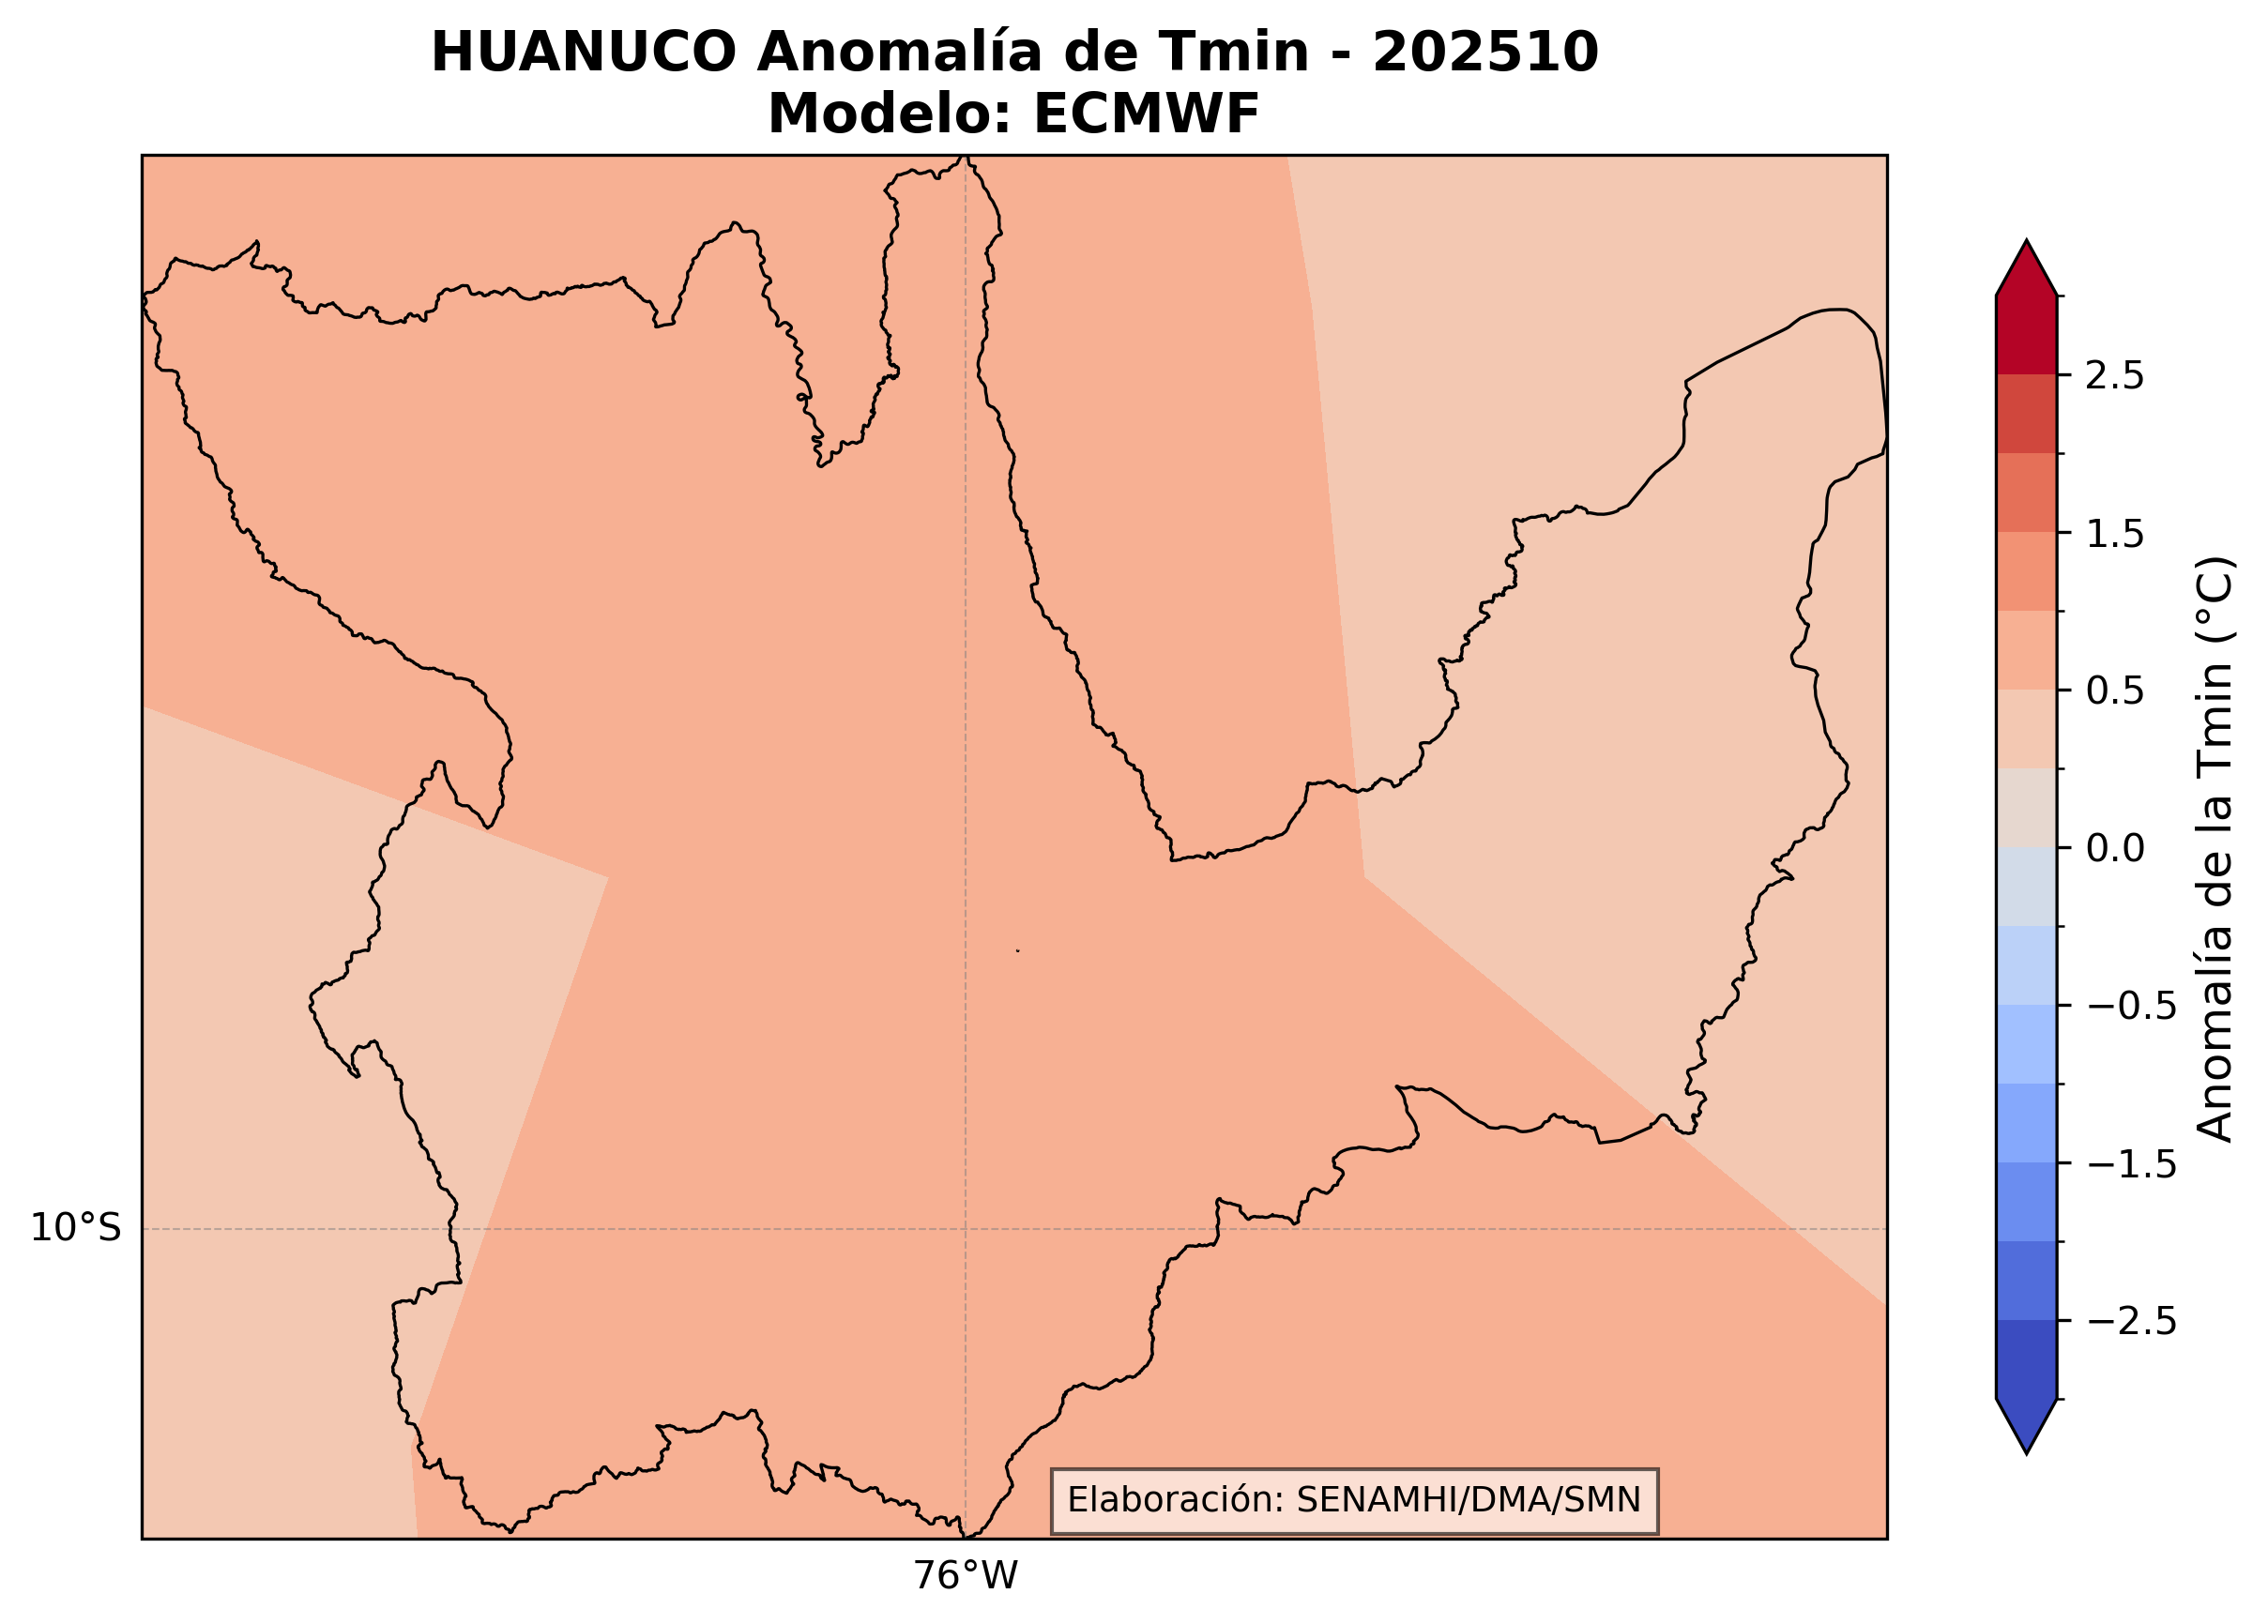 HUANUCO Anomalía de Tmin - 202510
Modelo: ECMWF
2.5
1.5
0.5
0.0
−0.5
−1.5
−2.5
Anomalía de la Tmin (°C)
10°S
76°W
Elaboración: SENAMHI/DMA/SMN